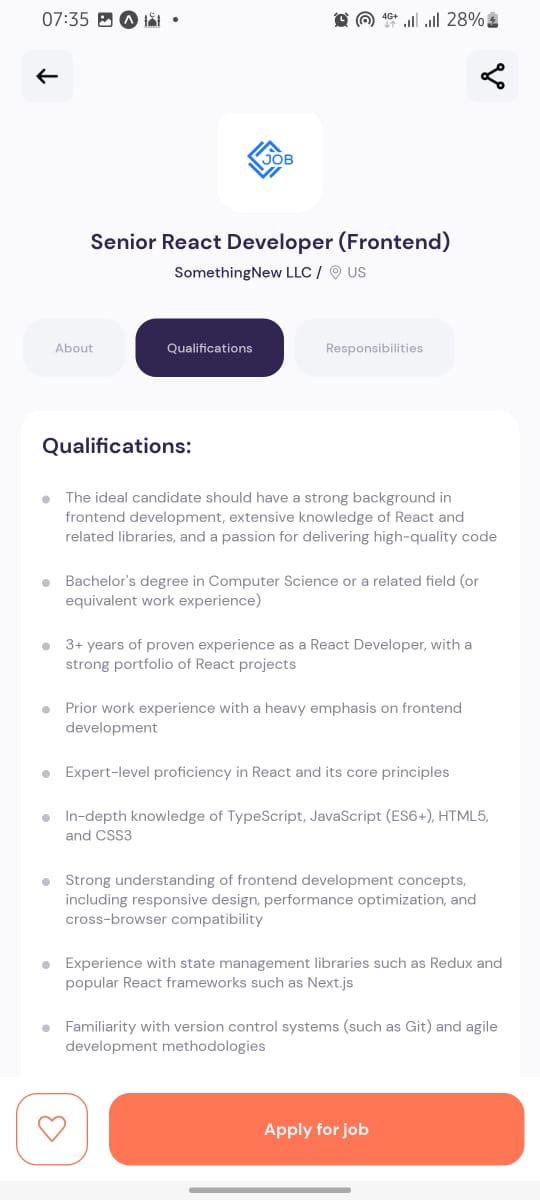 07:35
4G+
28%
JOB
Senior React Developer (Frontend)
SomethingNew LLC / US
About Qualifications Responsibilities
Qualifications:
The ideal candidate should have a strong background in
frontend development, extensive knowledge of React and
related libraries, and a passion for delivering high-quality code
Bachelor's degree in Computer Science or a related field (or
equivalent work experience)
3+ years of proven experience as a React Developer, with a
strong portfolio of React projects
Prior work experience with a heavy emphasis on frontend
development
Expert-level proficiency in React and its core principles
In-depth knowledge of TypeScript, JavaScript (ES6+), HTML5,
and CSS3
Strong understanding of frontend development concepts,
including responsive design, performance optimization, and
cross-browser compatibility
Experience with state management libraries such as Redux and
popular React frameworks such as Next.js
Familiarity with version control systems (such as Git) and agile
development methodologies
Apply for job